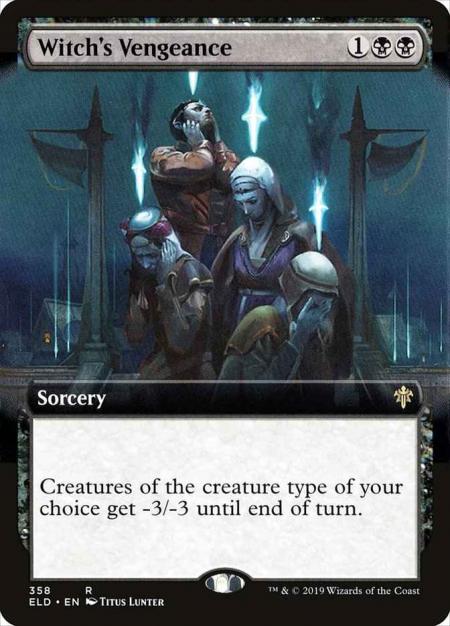 Witch's Vengeance 1
Sorcery
Creatures of the creature type of your
choice get -3/-3 until end of turn.
358 R
ELD • EN Titus Lunter
™ & © 2019 Wizards of the Coast